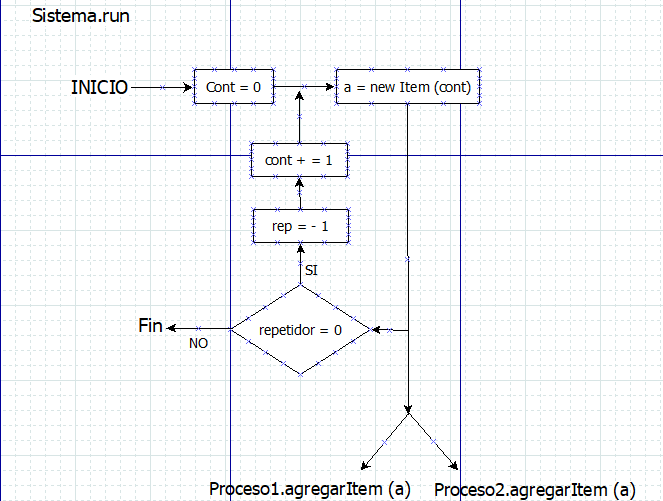 Sistema.run
INICIO
Cont = 0
a = new Item (cont)
cont + = 1
rep = - 1
SI
repetidor = 0
Fin
NO
Proceso1.agregarItem (a)
Proceso2.agregarItem (a)